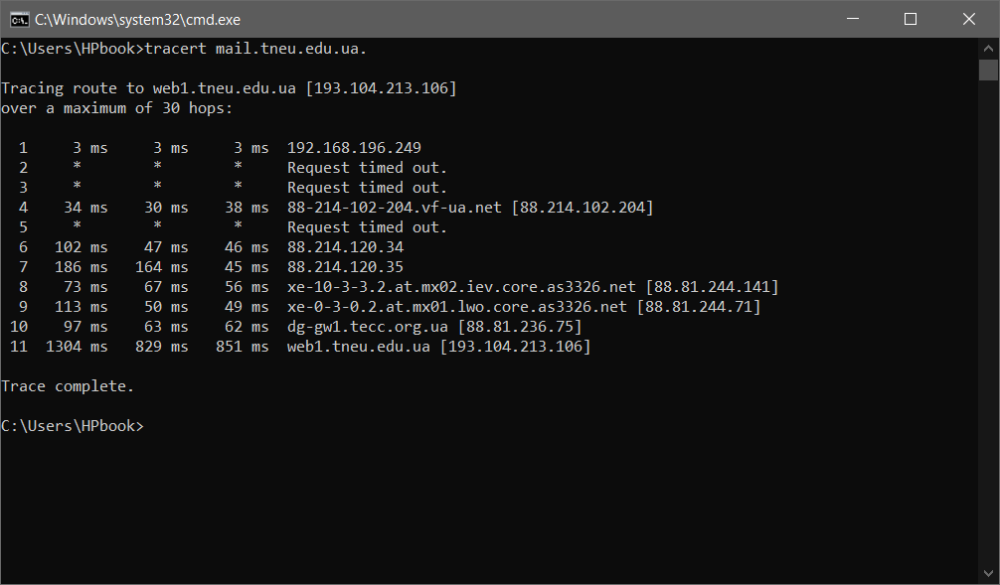 C:\Windows\system32\cmd.exe
C:\Users\HPbook>tracert mail.tneu.edu.ua.
Tracing route to web1.tneu.edu.ua [193.104.213.106]
over a maximum of 30 hops:
  1     3 ms     3 ms     3 ms  192.168.196.249
  2     *        *        *     Request timed out.
  3     *        *        *     Request timed out.
  4    34 ms    30 ms    38 ms  88-214-102-204.vf-ua.net [88.214.102.204]
  5     *        *        *     Request timed out.
  6   102 ms    47 ms    46 ms  88.214.120.34
  7   186 ms   164 ms    45 ms  88.214.120.35
  8    73 ms    67 ms    56 ms  xe-10-3-3.2.at.mx02.iev.core.as3326.net [88.81.244.141]
  9   113 ms    50 ms    49 ms  xe-0-3-0.2.at.mx01.lwo.core.as3326.net [88.81.244.71]
 10    97 ms    63 ms    62 ms  dg-gw1.tecc.org.ua [88.81.236.75]
 11  1304 ms   829 ms   851 ms  web1.tneu.edu.ua [193.104.213.106]
Trace complete.
C:\Users\HPbook>